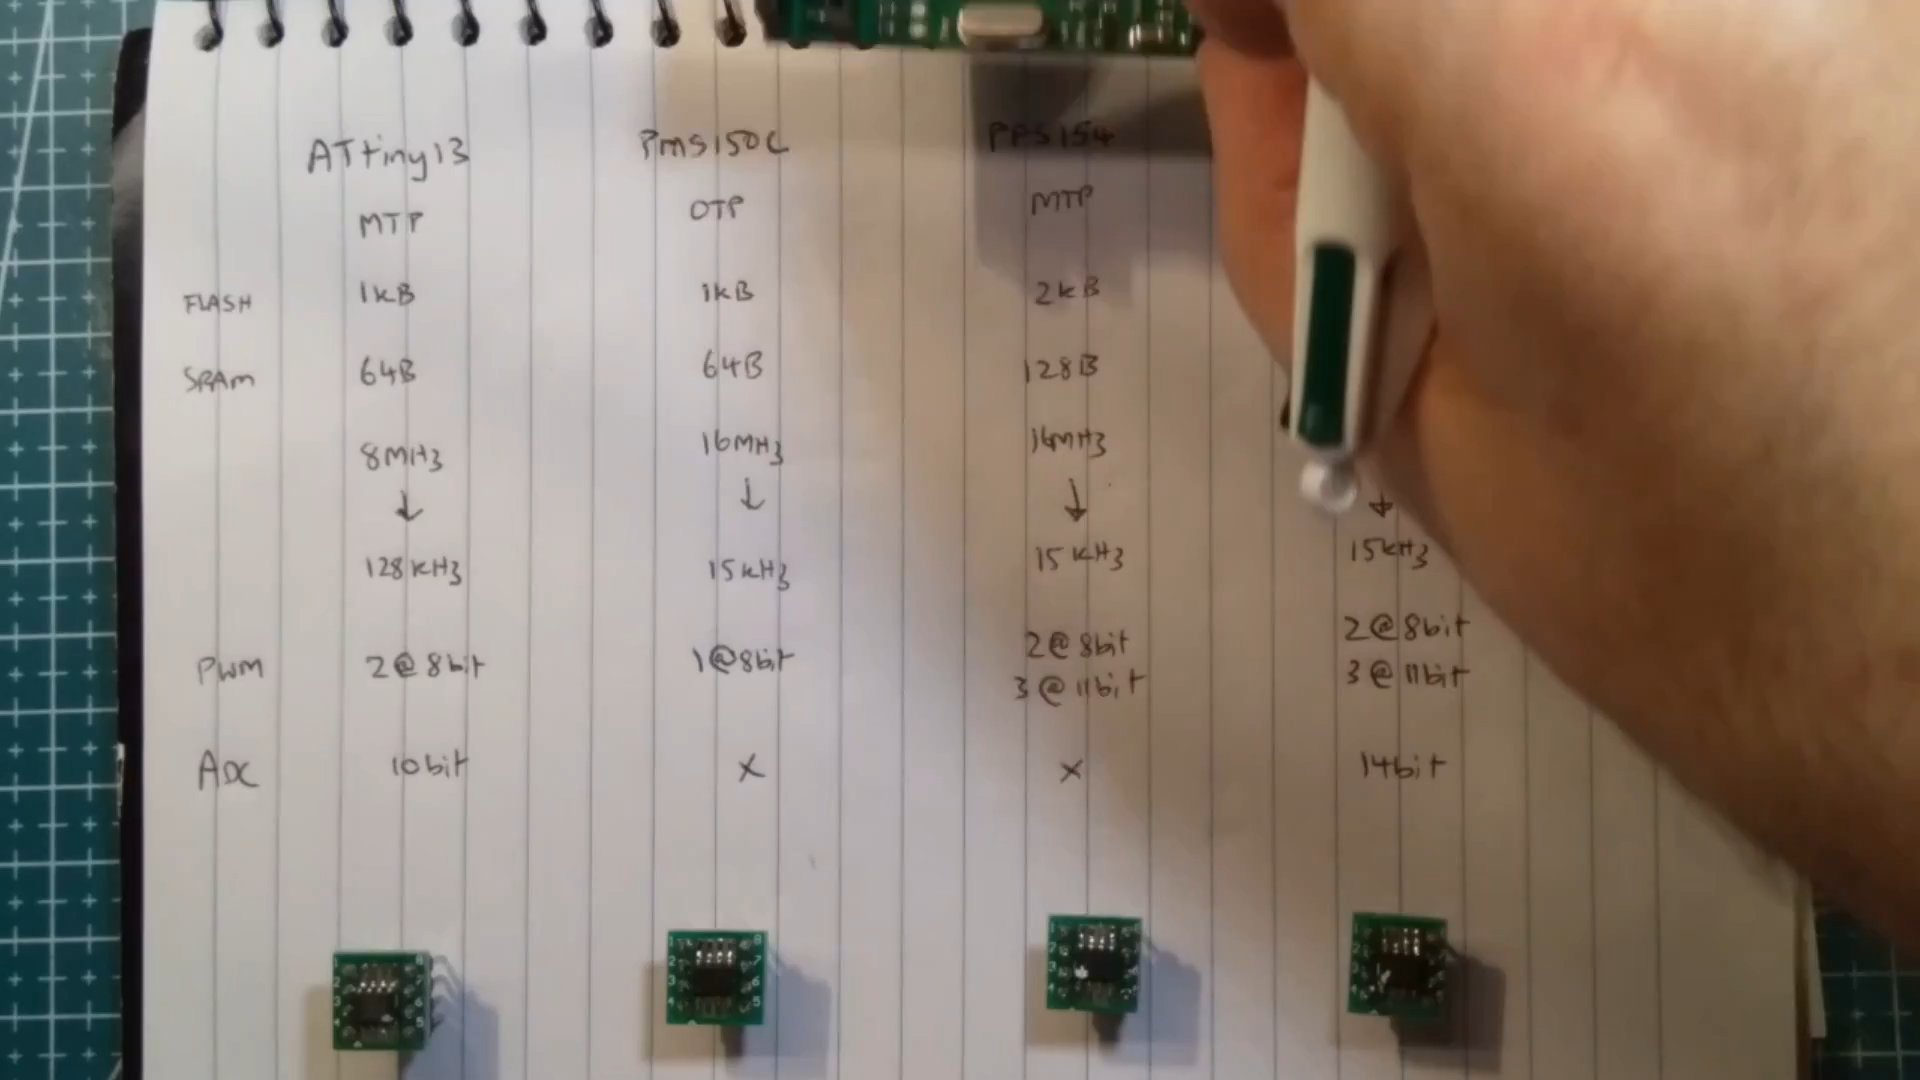 ATtiny13 PMS150C PFS154
MTP OTP MTP
FLASH 1kB 1kB 2kB
SRAM 64B 64B 128B
8MHz 16MHz 16MHz
↓ ↓ ↓ ↓
128kHz 15kHz 15kHz 15kHz
PWM 2@8bit 1@8bit 2@8bit 2@8bit
3@11bit 3@11bit
ADC 10bit X X 14bit